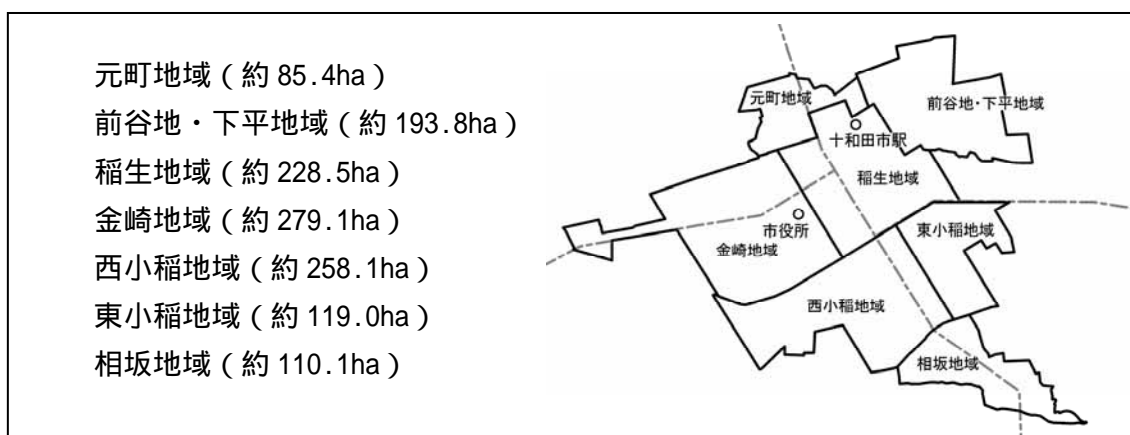 元町地域（約 85.4ha）
前谷地・下平地域（約 193.8ha）
稲生地域（約 228.5ha）
金崎地域（約 279.1ha）
西小稲地域（約 258.1ha）
東小稲地域（約 119.0ha）
相坂地域（約 110.1ha）
元町地域
前谷地・下平地域
十和田市駅
稲生地域
市役所
金崎地域
東小稲地域
西小稲地域
相坂地域